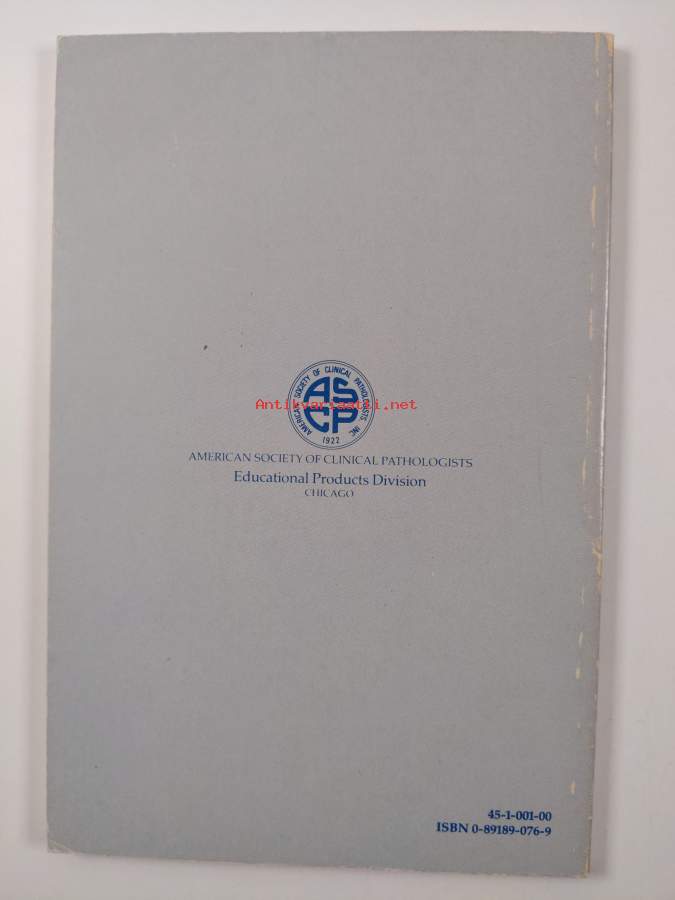 AMERICAN SOCIETY OF CLINICAL PATHOLOGISTS INC
ASCP
1922
Antikvariaatti.net
AMERICAN SOCIETY OF CLINICAL PATHOLOGISTS
Educational Products Division
CHICAGO
45-1-001-00
ISBN 0-89189-076-9